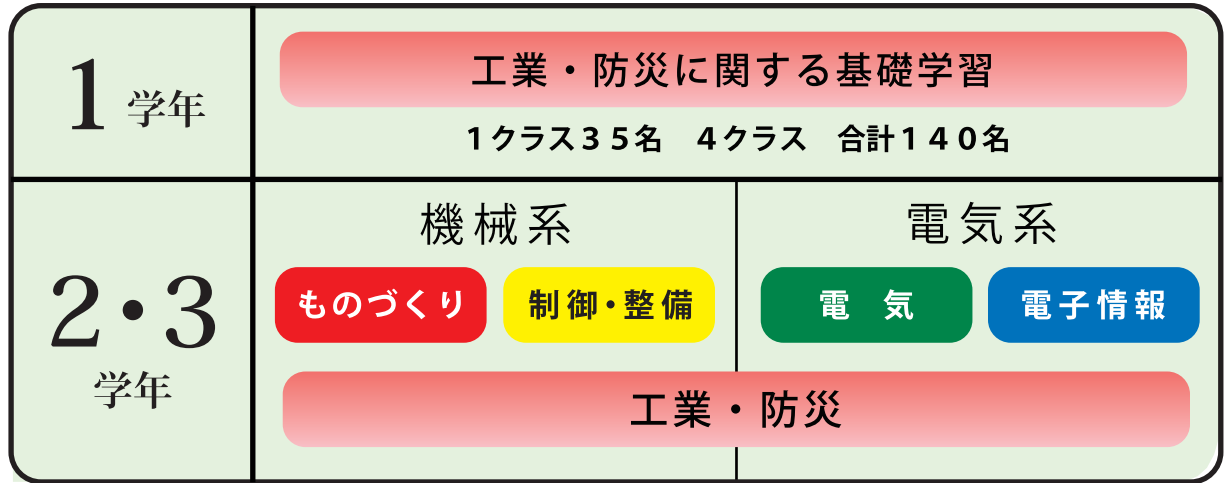 1学年
工業・防災に関する基礎学習
1クラス35名　4クラス　合計140名
2・3
学年
機械系
ものづくり
制御・整備
電気系
電　気
電子情報
工業・防災